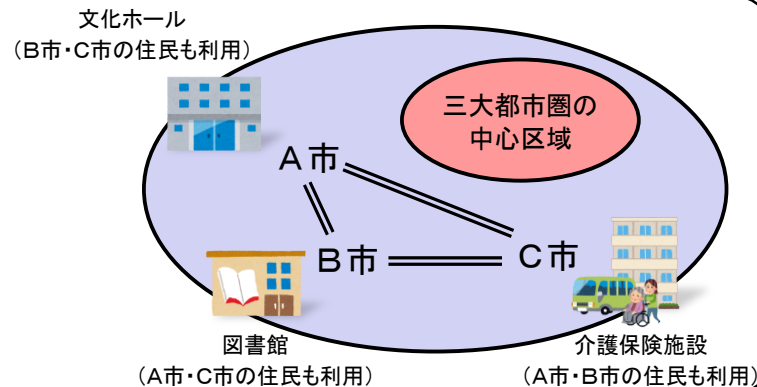 文化ホール
（Ｂ市・Ｃ市の住民も利用）
三大都市圏の
中心区域
Ａ市
Ｂ市
Ｃ市
図書館
（Ａ市・Ｃ市の住民も利用）
介護保険施設
（Ａ市・Ｂ市の住民も利用）